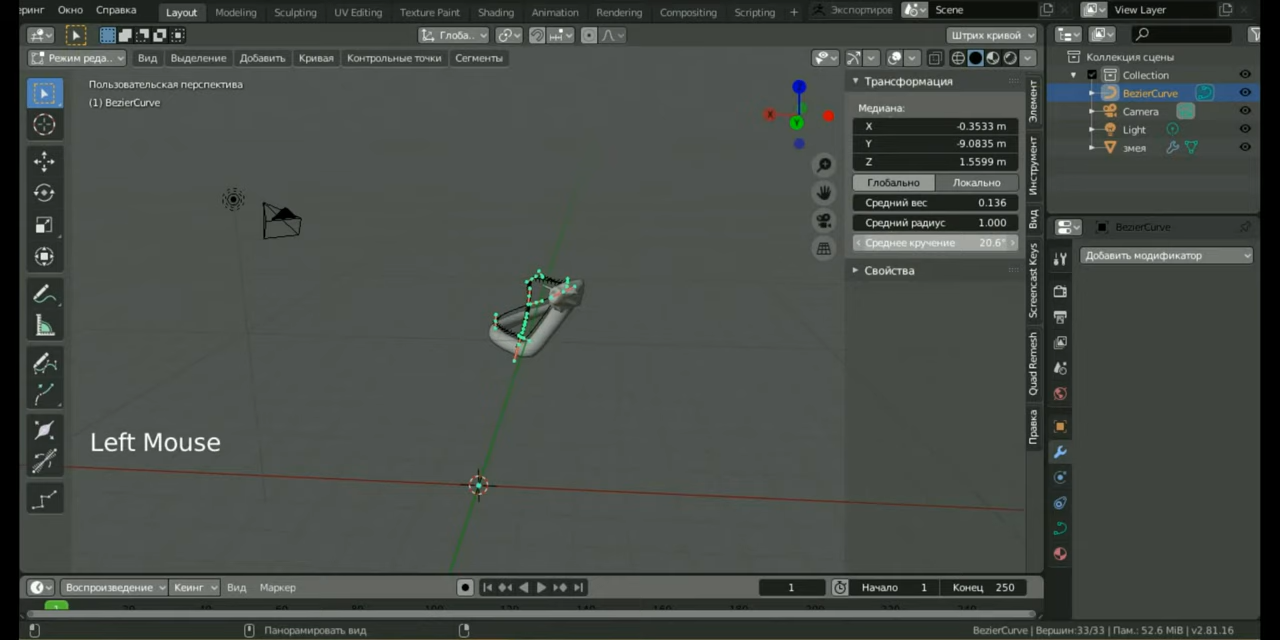 еринг Окно Справка Layout Modeling Sculpting UV Editing Texture Paint Shading Animation Rendering Compositing Scripting + Экспортиров Scene View Layer
Глоба.. Штрих кривой
Режим реда.. Вид Выделение Добавить Кривая Контрольные точки Сегменты
Пользовательская перспектива
(1) BezierCurve
Трансформация
Медиана:
X -0.3533 m
Y -9.0835 m
Z 1.5599 m
Глобально Локально
Средний вес 0.136
Средний радиус 1.000
Среднее кручение 20.6°
Свойства
Элемент
Инструмент
Вид
Screencast Keys
Quad Remesh
Правка
X
Y
Коллекция сцены
Collection
BezierCurve
Camera
Light
змея
BezierCurve
Добавить модификатор
Left Mouse
Воспроизведение Кеинг Вид Маркер 1 Начало 1 Конец 250
1
Панорамировать вид
BezierCurve | Вершин:33/33 | Пам.: 52.6 MiB | v2.81.16